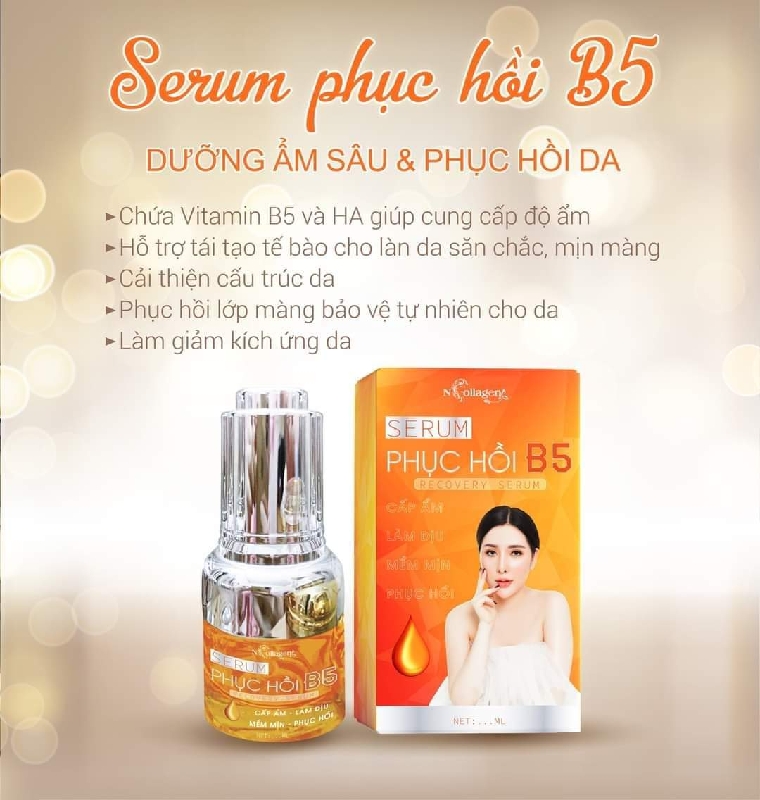 Serum phục hồi B5
DƯỠNG ẨM SÂU & PHỤC HỒI DA
►Chứa Vitamin B5 và HA giúp cung cấp độ ẩm
►Hỗ trợ tái tạo tế bào cho làn da săn chắc, mịn màng
►Cải thiện cấu trúc da
►Phục hồi lớp màng bảo vệ tự nhiên cho da
►Làm giảm kích ứng da
N Collagen
SERUM
PHỤC HỒI B5
RECOVERY SERUM
CẤP ẨM
LÀM DỊU
MỀM MỊN
PHỤC HỒI
NET:...ML
N Collagen
SERUM
PHỤC HỒI B5
CẤP ẨM - LÀM DỊU
MỀM MỊN - PHỤC HỒI